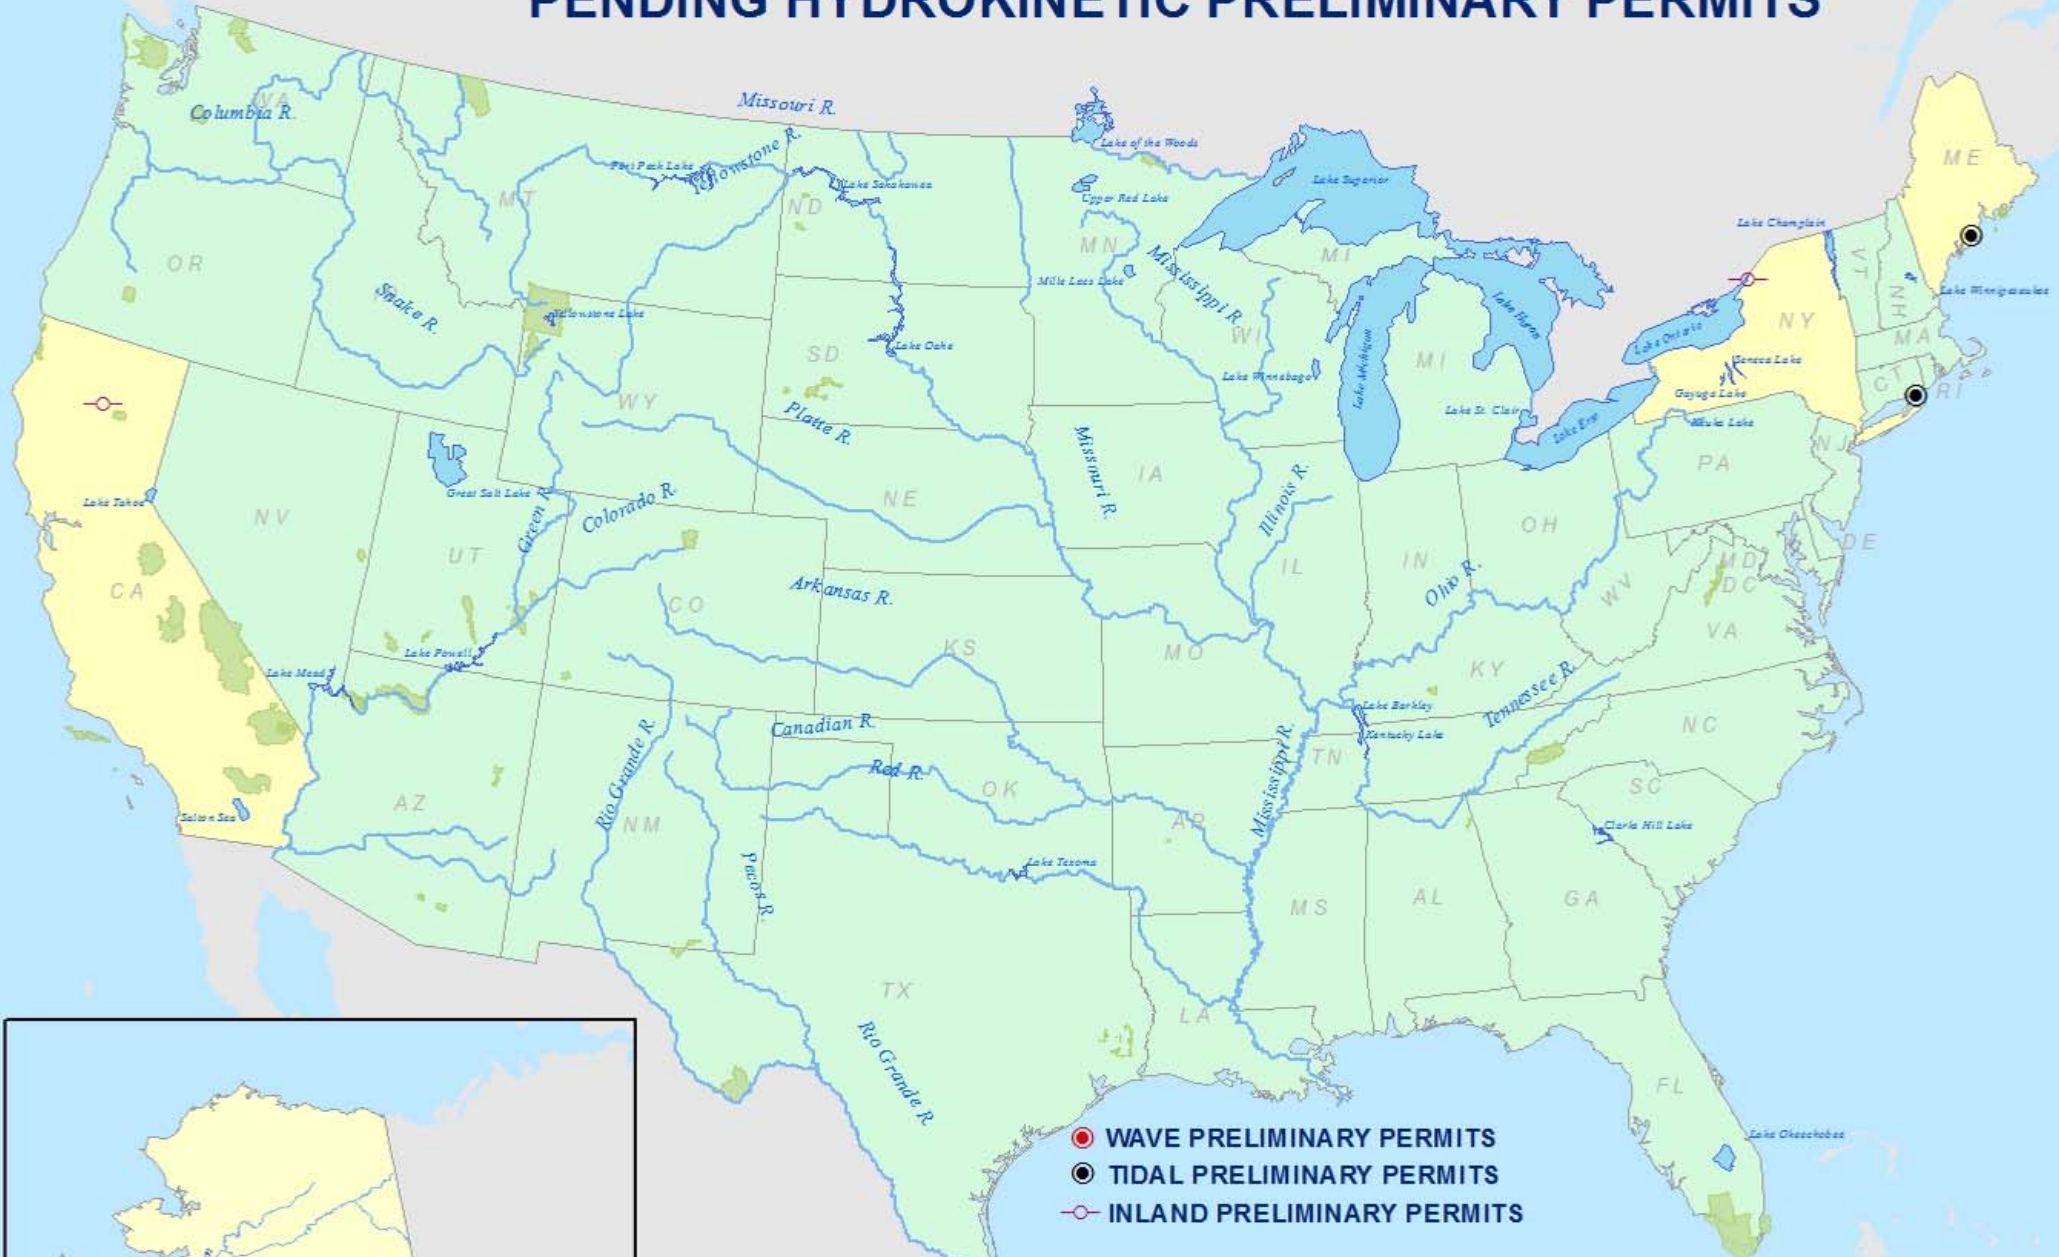 PENDING HYDROKINETIC PRELIMINARY PERMITS
Missouri R.
WA
Columbia R.
Lake of the Woods
ME
Fort Peck Lake
Yellowstone R.
Lake Superior
Lake Sakakawea
MT
Upper Red Lake
ND
Lake Champlain
MN
MI
VT
OR
Mississippi R.
Mille Lacs Lake
NH
Lake Winnipesaukee
Snake R.
Yellowstone Lake
Lake Huron
NY
WI
Lake Ontario
MA
Lake Oahe
SD
Lake Michigan
MI
Seneca Lake
Lake Winnebago
CT
RI
WY
Cayuga Lake
Platte R.
Lake St. Clair
Lake Erie
Keuka Lake
NJ
Missouri R.
IA
PA
Great Salt Lake
Lake Tahoe
Green R.
Colorado R.
NE
Illinois R.
NV
OH
UT
DE
IN
MD
IL
DC
CA
Arkansas R.
Ohio R.
WV
CO
VA
KS
MO
Lake Powell
KY
Lake Mead
Tennessee R.
Lake Barkley
Canadian R.
NC
Kentucky Lake
Rio Grande R.
Mississippi R.
TN
Red R.
OK
SC
AZ
Salton Sea
NM
AR
Clarks Hill Lake
Lake Texoma
Pecos R.
MS
AL
GA
TX
LA
Rio Grande R
FL
Lake Okeechobee
WAVE PRELIMINARY PERMITS
TIDAL PRELIMINARY PERMITS
INLAND PRELIMINARY PERMITS